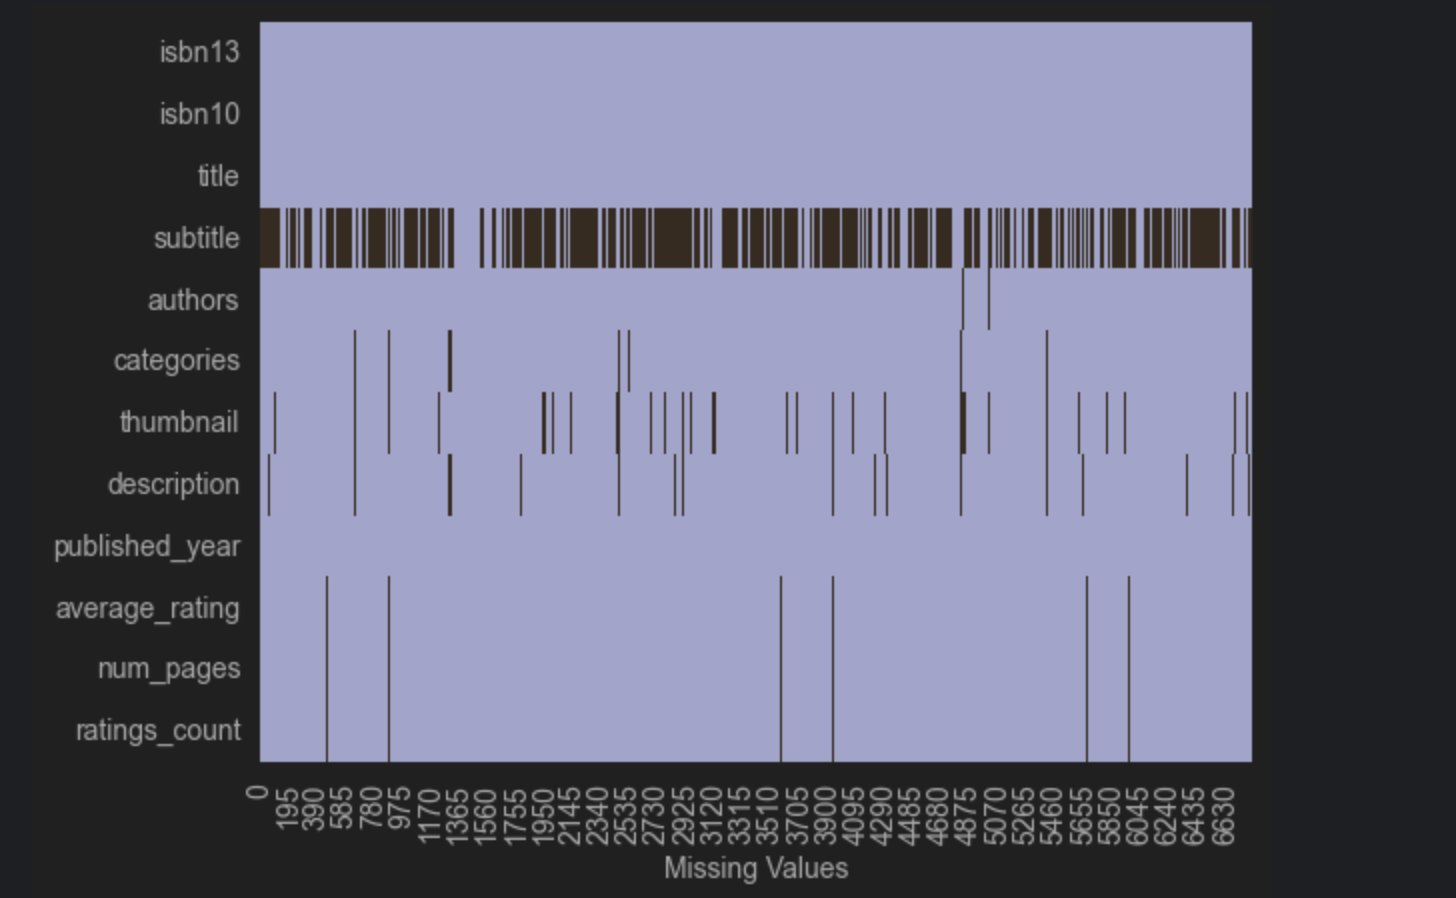 isbn13
isbn10
title
subtitle
authors
categories
thumbnail
description
published_year
average_rating
num_pages
ratings_count
0 195 390 585 780 975 1170 1365 1560 1755 1950 2145 2340 2535 2730 2925 3120 3315 3510 3705 3900 4095 4290 4485 4680 4875 5070 5265 5460 5655 5850 6045 6240 6435 6630
Missing Values